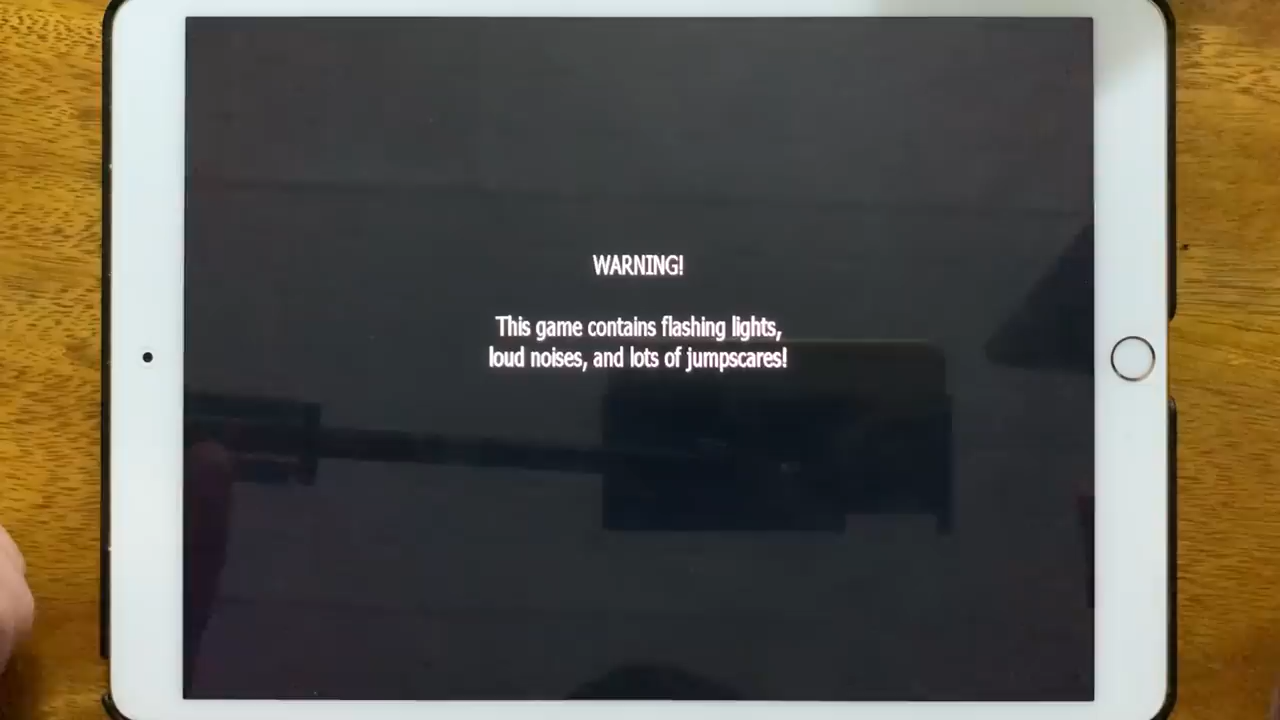 WARNING!
This game contains flashing lights,
loud noises, and lots of jumpscares!